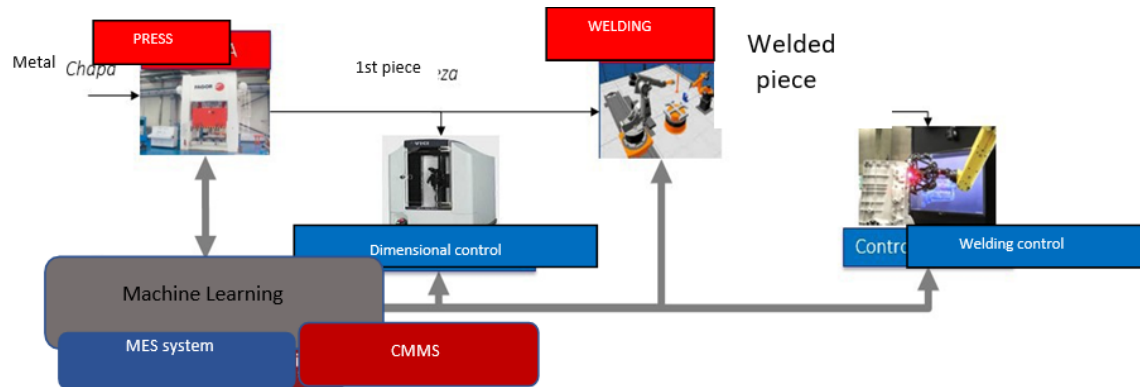 PRESS
A
Metal
Chapa
FAGOR
1st piece
eza
WELDING
Welded
piece
Dimensional control
Contro
Welding control
Machine Learning
MES system
i
CMMS